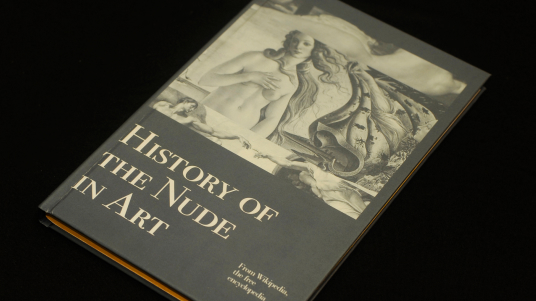 History of
the Nude
in Art
From Wikipedia,
the free
encyclopedia